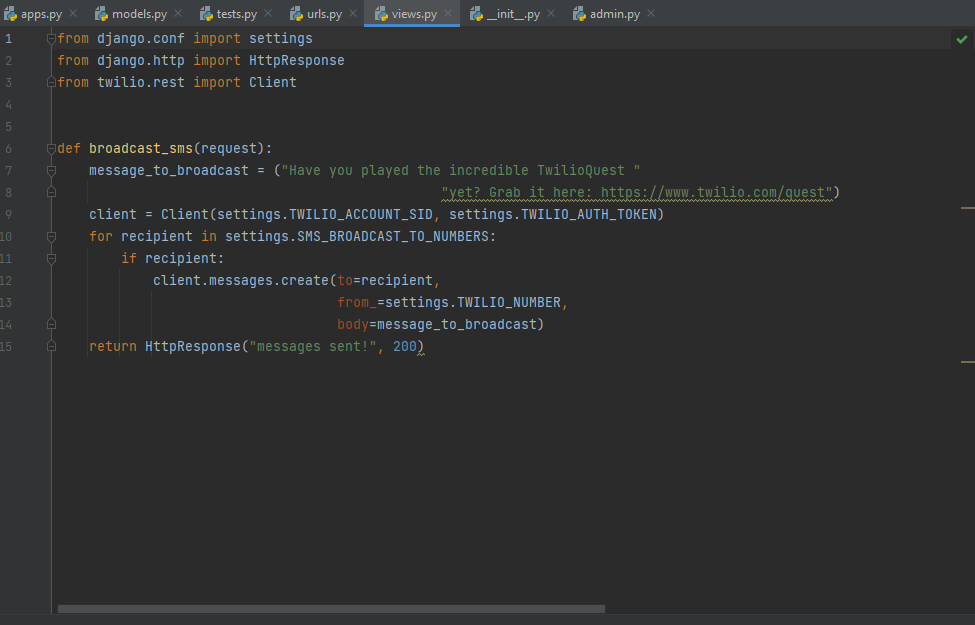 apps.py models.py tests.py urls.py views.py __init__.py admin.py
1 from django.conf import settings
2 from django.http import HttpResponse
3 from twilio.rest import Client
4
5
6 def broadcast_sms(request):
7 message_to_broadcast = ("Have you played the incredible TwilioQuest "
8 "yet? Grab it here: https://www.twilio.com/quest")
9 client = Client(settings.TWILIO_ACCOUNT_SID, settings.TWILIO_AUTH_TOKEN)
10 for recipient in settings.SMS_BROADCAST_TO_NUMBERS:
11 if recipient:
12 client.messages.create(to=recipient,
13 from_=settings.TWILIO_NUMBER,
14 body=message_to_broadcast)
15 return HttpResponse("messages sent!", 200)